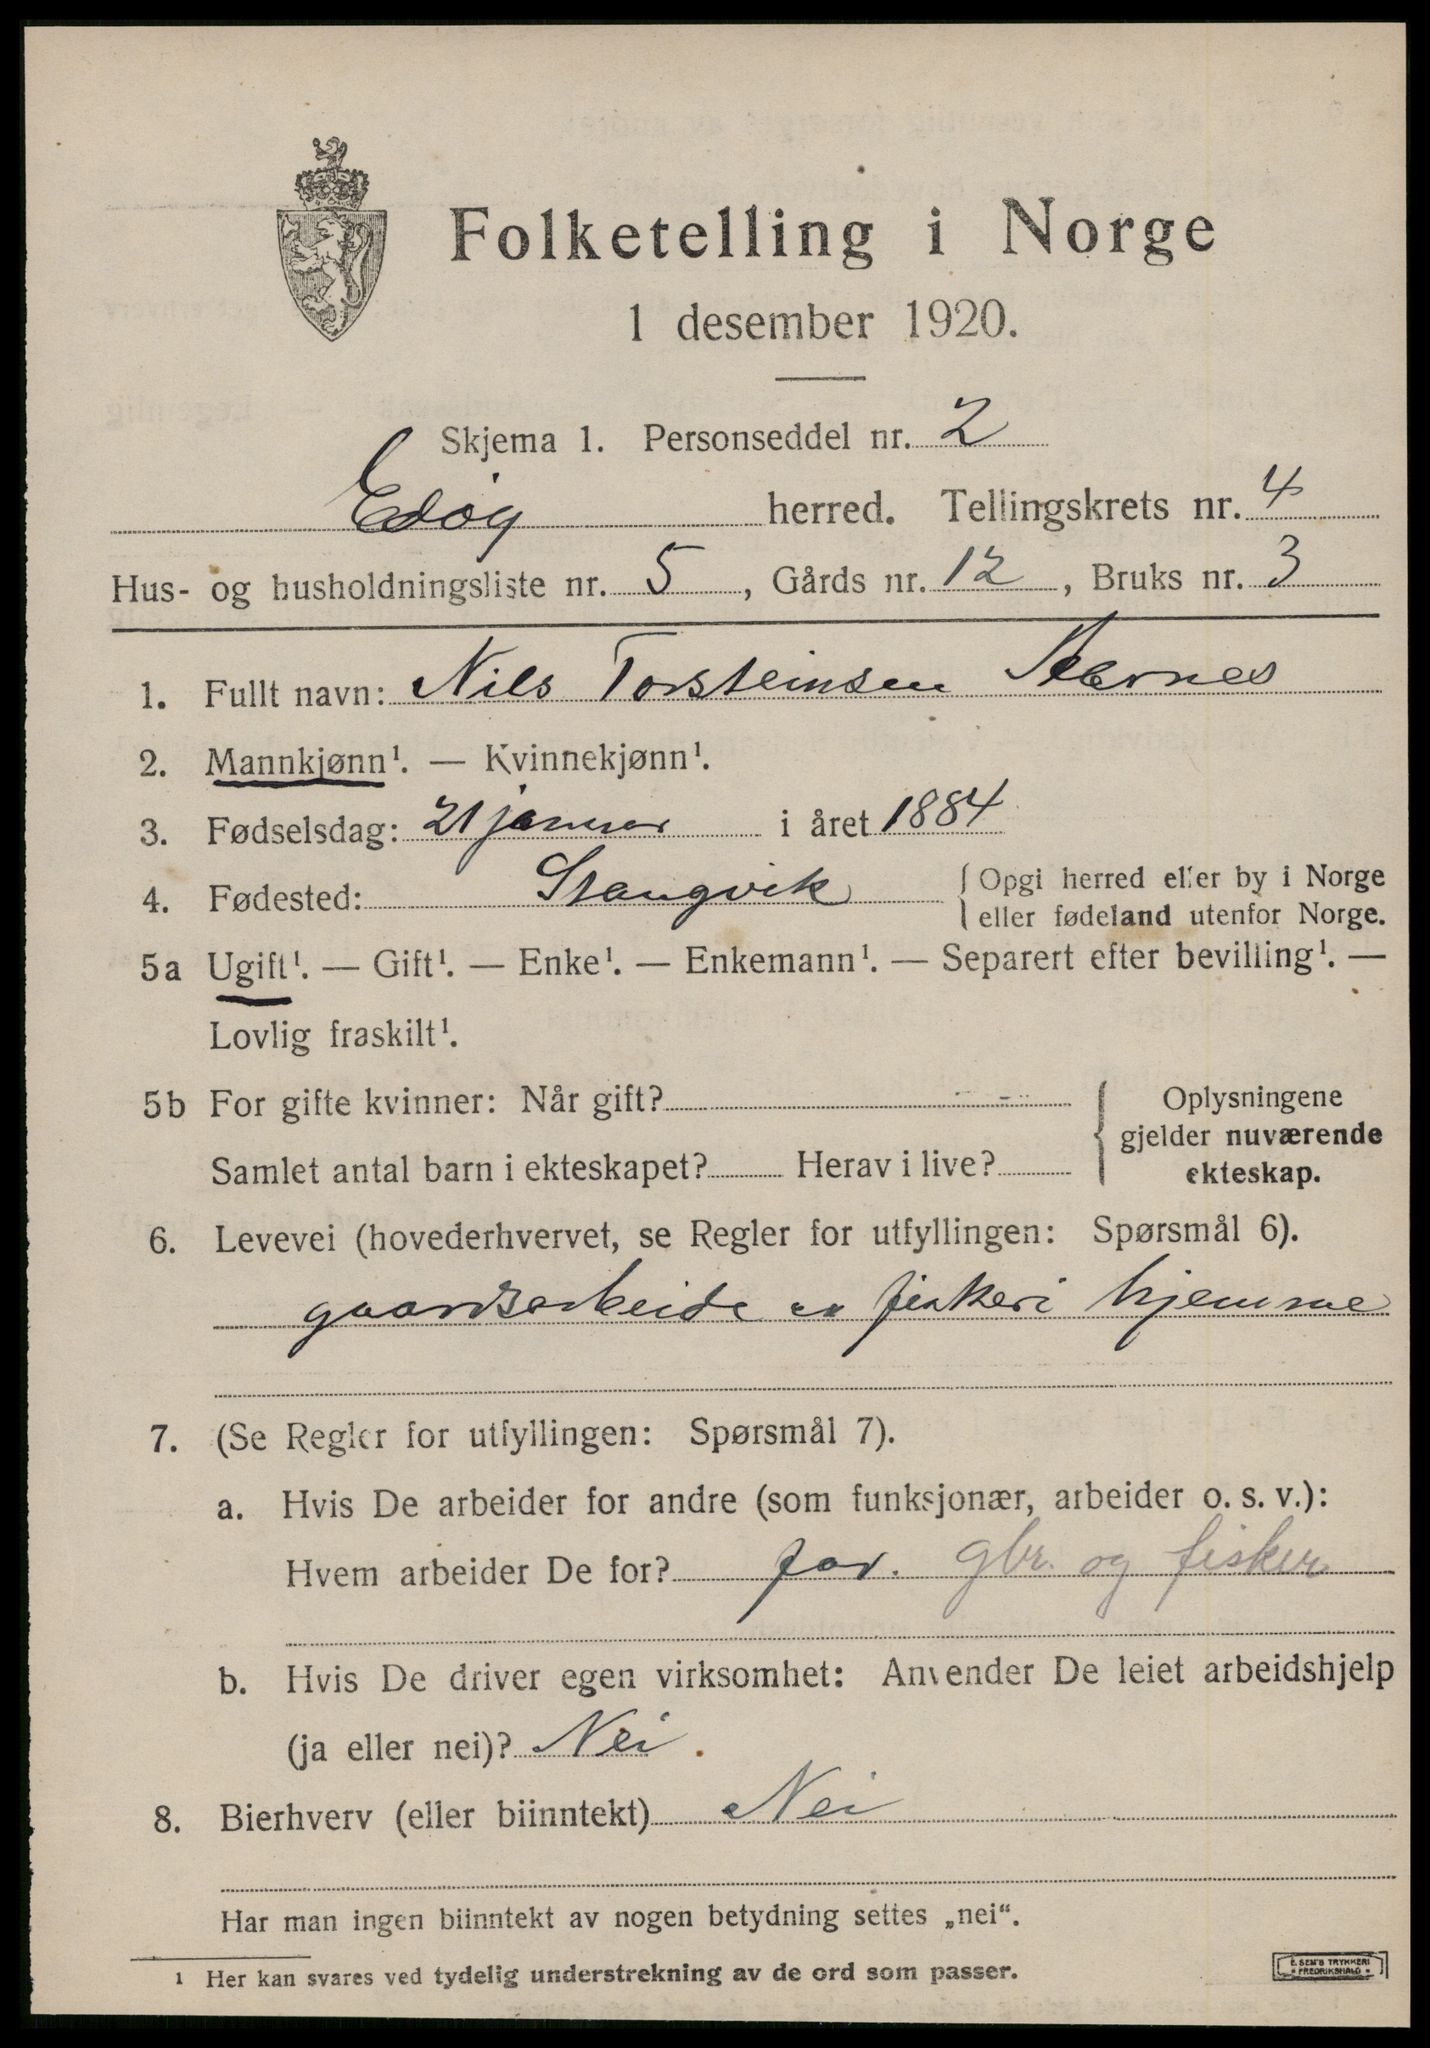 Folketelling i Norge
1 desember 1920.
Skjema 1. Personseddel nr. 2
Edøy herred. Tellingskrets nr. 4
Hus- og husholdningsliste nr. 5, Gårds nr. 12, Bruks nr. 3
1. Fullt navn: Nils Torsteinsen
2. Mannkjønn¹. — Kvinnekjønn¹.
3. Fødselsdag: 21 januar i året 1884
4. Fødested: Stangvik { Opgi herred eller by i Norge
eller fødeland utenfor Norge.
5a Ugift¹. — Gift¹. — Enke¹. — Enkemann¹. — Separert efter bevilling¹. —
Lovlig fraskilt¹.
5b For gifte kvinner: Når gift? { Oplysningene
gjelder nuværende
Samlet antal barn i ekteskapet? Herav i live? ekteskap.
6. Levevei (hovederhvervet, se Regler for utfyllingen: Spørsmål 6).
gaardsarbeide og fiskeri hjemme
7. (Se Regler for utfyllingen: Spørsmål 7).
a. Hvis De arbeider for andre (som funksjonær, arbeider o. s. v.):
Hvem arbeider De for? far. gbr. og fisker
b. Hvis De driver egen virksomhet: Anvender De leiet arbeidshjelp
(ja eller nei)? Nei.
8. Bierhverv (eller biinntekt) Nei
Har man ingen biinntekt av nogen betydning settes „nei“.
¹ Her kan svares ved tydelig understrekning av de ord som passer.
E. SEM'S TRYKKERI
FREDRIKSHALD